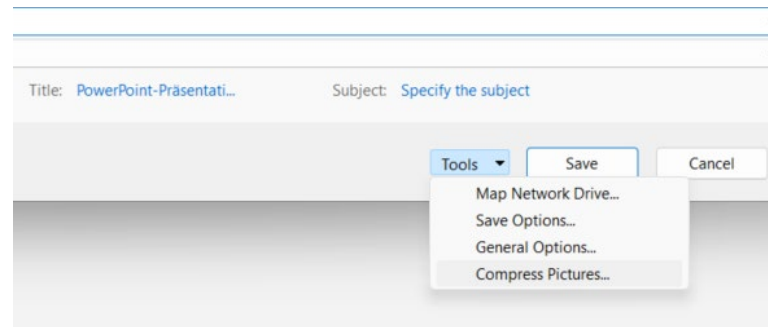 Title: PowerPoint-Präsentati... Subject: Specify the subject
Tools Save Cancel
Map Network Drive...
Save Options...
General Options...
Compress Pictures...